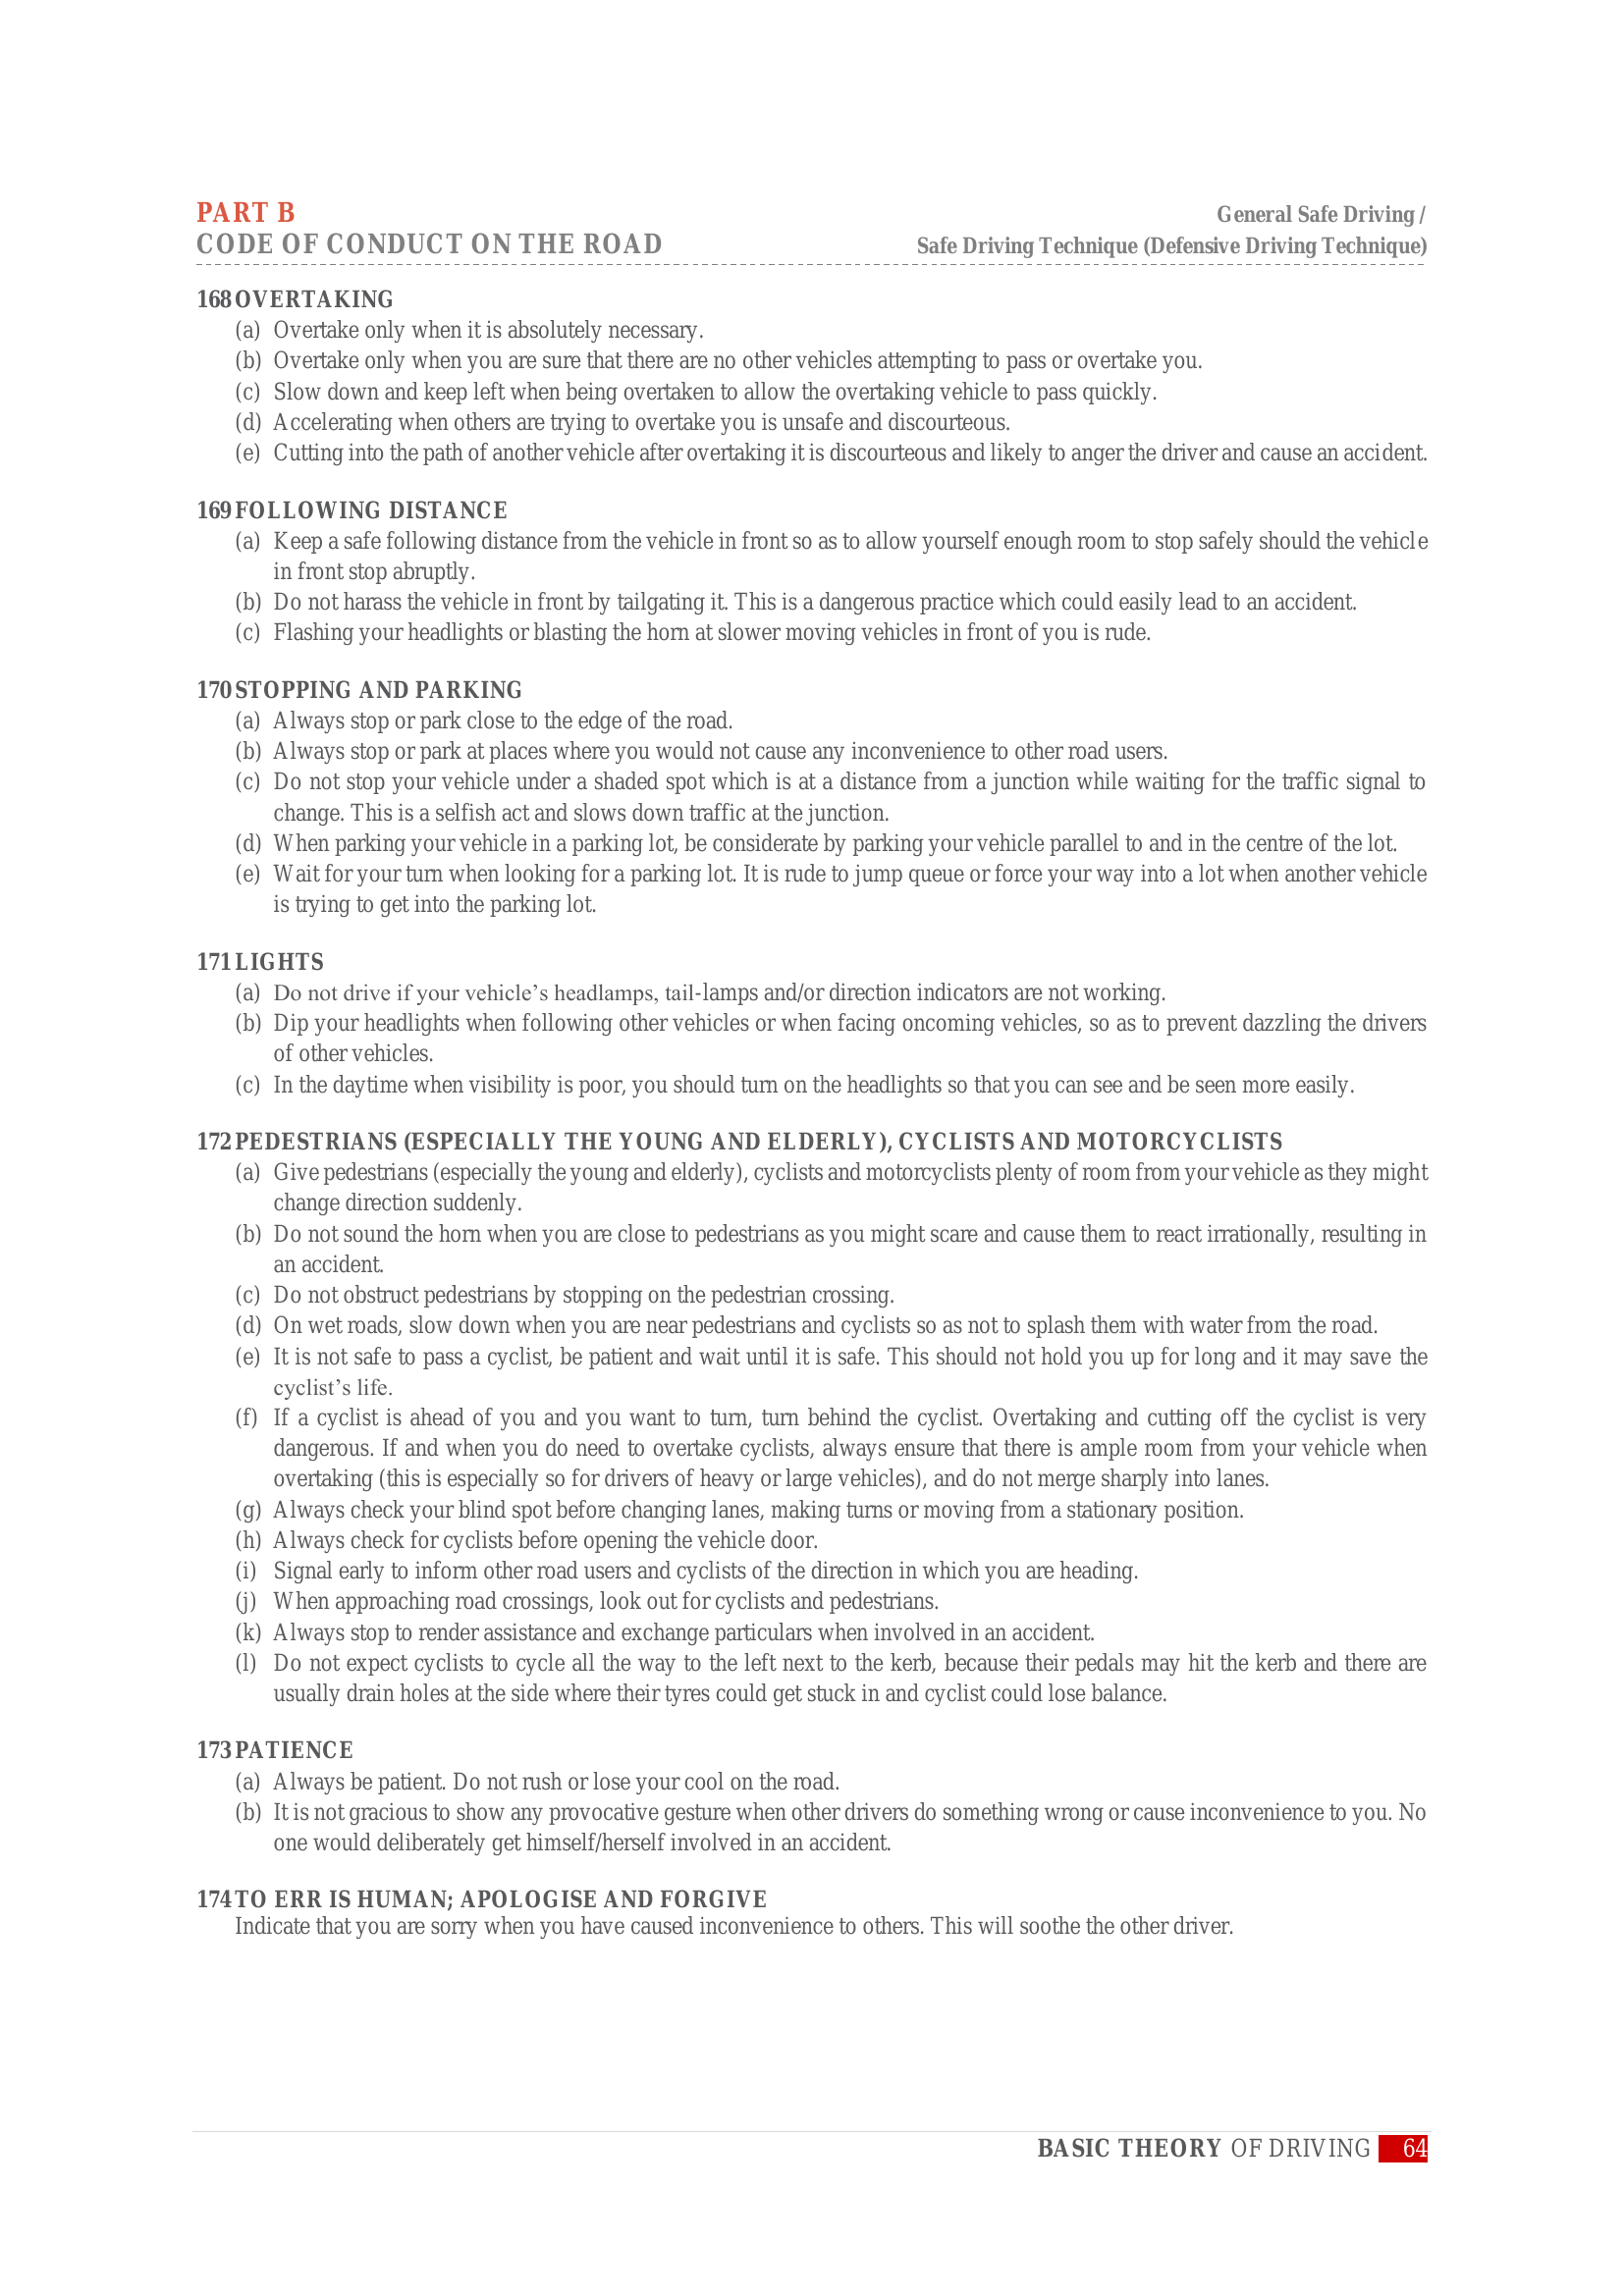 PART B
General Safe Driving /
CODE OF CONDUCT ON THE ROAD
Safe Driving Technique (Defensive Driving Technique)
168 OVERTAKING
(a) Overtake only when it is absolutely necessary.
(b) Overtake only when you are sure that there are no other vehicles attempting to pass or overtake you.
(c) Slow down and keep left when being overtaken to allow the overtaking vehicle to pass quickly.
(d) Accelerating when others are trying to overtake you is unsafe and discourteous.
(e) Cutting into the path of another vehicle after overtaking it is discourteous and likely to anger the driver and cause an accident.
169 FOLLOWING DISTANCE
(a) Keep a safe following distance from the vehicle in front so as to allow yourself enough room to stop safely should the vehicle
in front stop abruptly.
(b) Do not harass the vehicle in front by tailgating it. This is a dangerous practice which could easily lead to an accident.
(c) Flashing your headlights or blasting the horn at slower moving vehicles in front of you is rude.
170 STOPPING AND PARKING
(a) Always stop or park close to the edge of the road.
(b) Always stop or park at places where you would not cause any inconvenience to other road users.
(c) Do not stop your vehicle under a shaded spot which is at a distance from a junction while waiting for the traffic signal to
change. This is a selfish act and slows down traffic at the junction.
(d) When parking your vehicle in a parking lot, be considerate by parking your vehicle parallel to and in the centre of the lot.
(e) Wait for your turn when looking for a parking lot. It is rude to jump queue or force your way into a lot when another vehicle
is trying to get into the parking lot.
171 LIGHTS
(a) Do not drive if your vehicle’s headlamps, tail-lamps and/or direction indicators are not working.
(b) Dip your headlights when following other vehicles or when facing oncoming vehicles, so as to prevent dazzling the drivers
of other vehicles.
(c) In the daytime when visibility is poor, you should turn on the headlights so that you can see and be seen more easily.
172 PEDESTRIANS (ESPECIALLY THE YOUNG AND ELDERLY), CYCLISTS AND MOTORCYCLISTS
(a) Give pedestrians (especially the young and elderly), cyclists and motorcyclists plenty of room from your vehicle as they might
change direction suddenly.
(b) Do not sound the horn when you are close to pedestrians as you might scare and cause them to react irrationally, resulting in
an accident.
(c) Do not obstruct pedestrians by stopping on the pedestrian crossing.
(d) On wet roads, slow down when you are near pedestrians and cyclists so as not to splash them with water from the road.
(e) It is not safe to pass a cyclist, be patient and wait until it is safe. This should not hold you up for long and it may save the
cyclist’s life.
(f) If a cyclist is ahead of you and you want to turn, turn behind the cyclist. Overtaking and cutting off the cyclist is very
dangerous. If and when you do need to overtake cyclists, always ensure that there is ample room from your vehicle when
overtaking (this is especially so for drivers of heavy or large vehicles), and do not merge sharply into lanes.
(g) Always check your blind spot before changing lanes, making turns or moving from a stationary position.
(h) Always check for cyclists before opening the vehicle door.
(i) Signal early to inform other road users and cyclists of the direction in which you are heading.
(j) When approaching road crossings, look out for cyclists and pedestrians.
(k) Always stop to render assistance and exchange particulars when involved in an accident.
(l) Do not expect cyclists to cycle all the way to the left next to the kerb, because their pedals may hit the kerb and there are
usually drain holes at the side where their tyres could get stuck in and cyclist could lose balance.
173 PATIENCE
(a) Always be patient. Do not rush or lose your cool on the road.
(b) It is not gracious to show any provocative gesture when other drivers do something wrong or cause inconvenience to you. No
one would deliberately get himself/herself involved in an accident.
174 TO ERR IS HUMAN; APOLOGISE AND FORGIVE
Indicate that you are sorry when you have caused inconvenience to others. This will soothe the other driver.
BASIC THEORY OF DRIVING 64